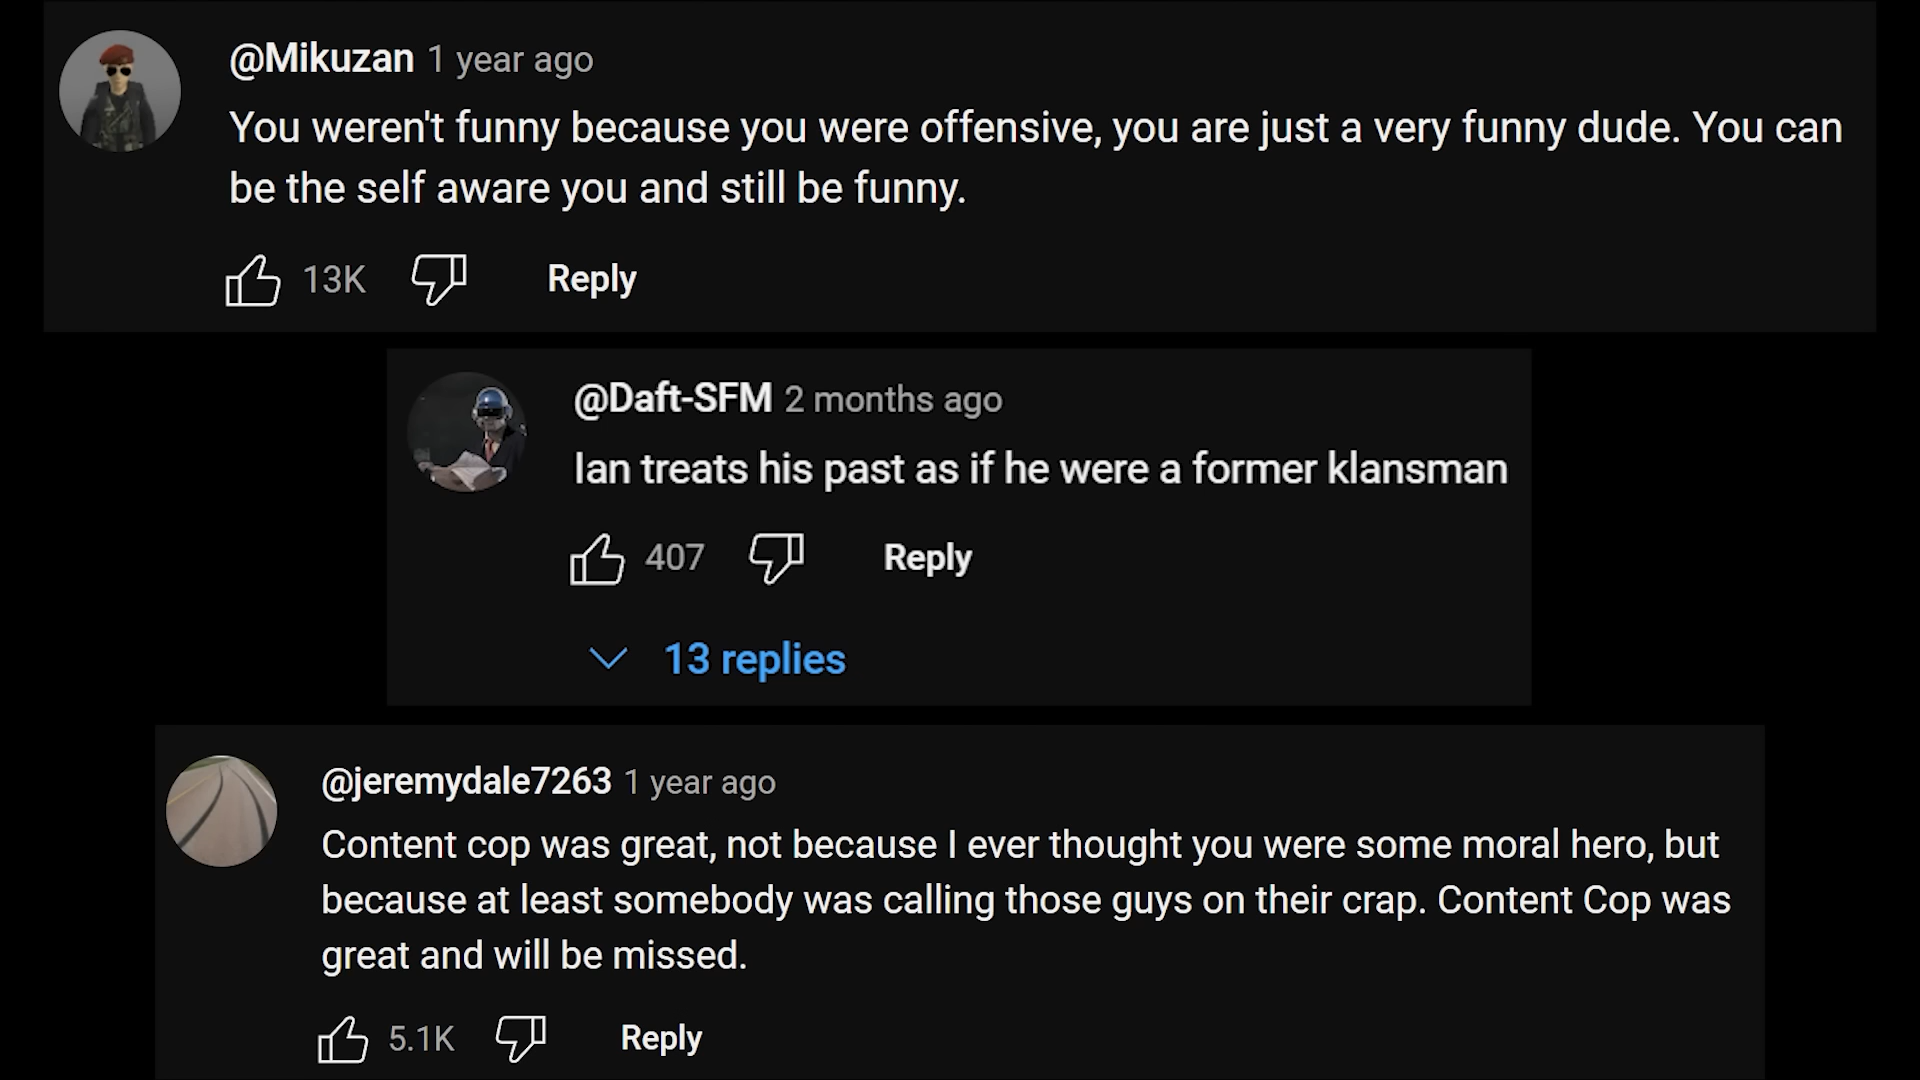 @Mikuzan 1 year ago
You weren't funny because you were offensive, you are just a very funny dude. You can
be the self aware you and still be funny.
13K Reply
@Daft-SFM 2 months ago
Ian treats his past as if he were a former klansman
407 Reply
13 replies
@jeremydale7263 1 year ago
Content cop was great, not because I ever thought you were some moral hero, but
because at least somebody was calling those guys on their crap. Content Cop was
great and will be missed.
5.1K Reply